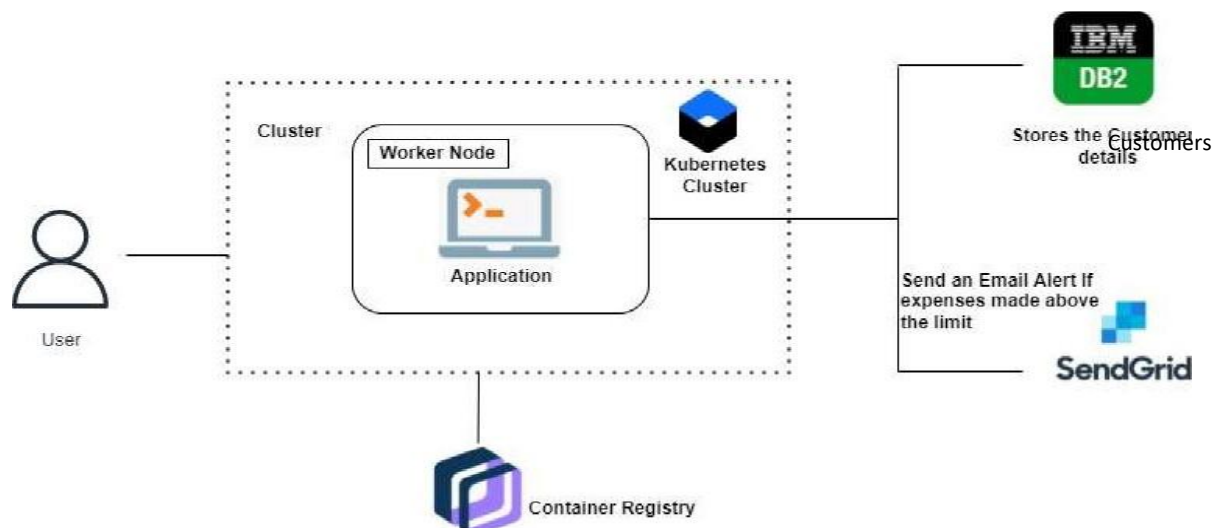 IBM
DB2
Stores the Customer
Customers
details
Cluster
Worker Node
Kubernetes
Cluster
Application
User
Send an Email Alert If
expenses made above
the limit
SendGrid
Container Registry